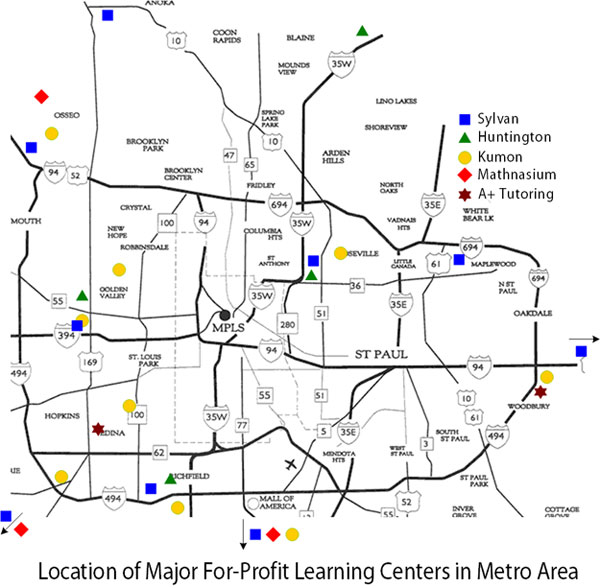 ANOKA
COON
RAPIDS
10
BLAINE
35W
MOUNDS
VIEW
OSSEO
LINO LAKES
SPRING
LAKE
PARK
Sylvan
SHOREVIEW
Huntington
10
BROOKLYN
PARK
47
65
ARDEN
HILLS
Kumon
94
52
BROOKLYN
CENTER
Mathnasium
FRIDLEY
NORTH
OAKS
A+ Tutoring
CRYSTAL
694
35E
MOUTH
100
94
35W
VADNAIS
HTS
WHITE
BEAR LK
NEW
HOPE
COLUMBIA
HTS
ROBBINSDALE
694
ST
ANTHONY
OSEVILLE
LITTLE
CANADA
61
MAPLEWOOD
694
GOLDEN
VALLEY
36
N ST
PAUL
55
35W
35E
51
OAKDALE
MPLS
280
394
94
ST PAUL
169
ST. LOUIS
PARK
494
94
55
51
10
HOPKINS
100
WOODBURY
EDINA
35W
77
61
5
35E
494
62
MENDOTA
HTS
WEST
ST PAUL
3
SOUTH
ST PAUL
RIE
RICHFIELD
494
MALL OF
AMERICA
52
ST PAUL
PARK
13
55
INVER
GROVE
COTTAGE
GROVE
Location of Major For-Profit Learning Centers in Metro Area